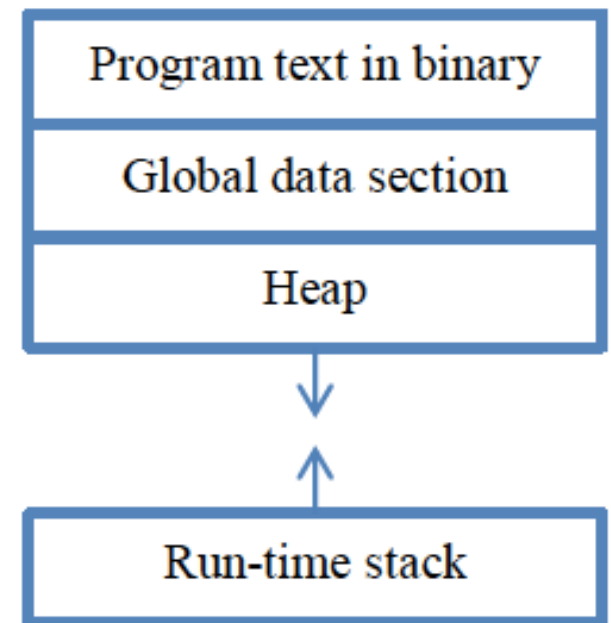 Program text in binary
Global data section
Heap
Run-time stack